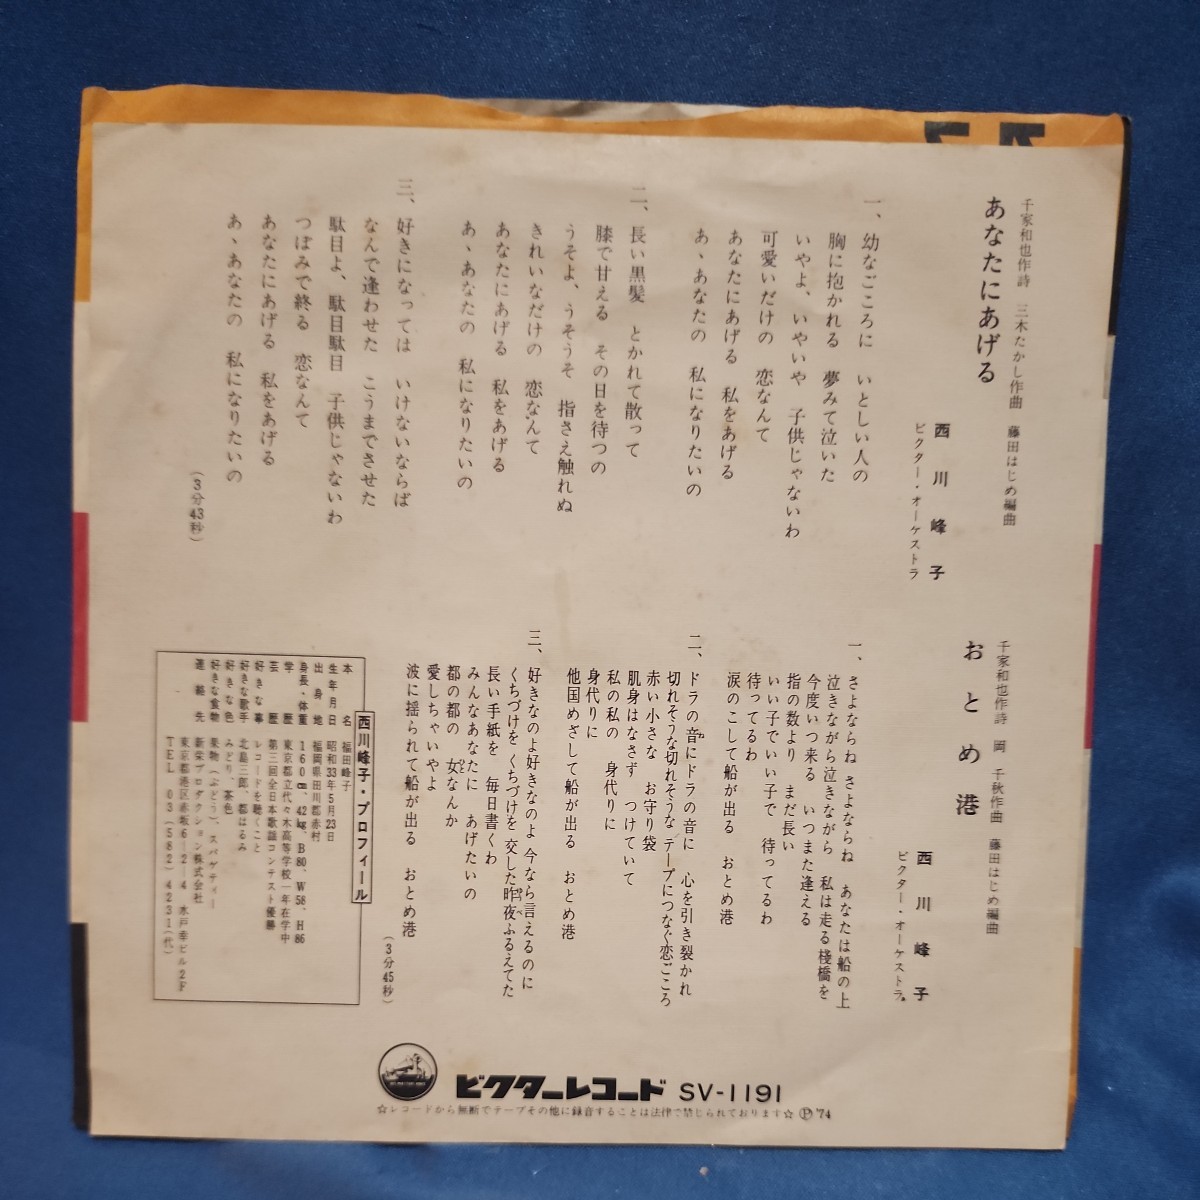 千家和也作詩　三木たかし作曲　藤田はじめ編曲
あなたにあげる
西川峰子
ビクター・オーケストラ
一、幼なごころに　いとしい人の
胸に抱かれる　夢みて泣いた
いやよ、いやいや　子供じゃないわ
可愛いだけの　恋なんて
あなたにあげる　私をあげる
あ、あなたの　私になりたいの
二、長い黒髪　とかれて散って
膝で甘える　その日を待つの
うそよ、うそうそ　指さえ触れぬ
きれいなだけの　恋なんて
あなたにあげる　私をあげる
あ、あなたの　私になりたいの
三、好きになっては　いけないならば
なんで逢わせた　こうまでさせた
駄目よ、駄目駄目　子供じゃないわ
つぼみで終る　恋なんて
あなたにあげる　私をあげる
あ、あなたの　私になりたいの
(3分43秒)
千家和也作詩　岡　千秋作曲　藤田はじめ編曲
おとめ港
西川峰子
ビクター・オーケストラ
一、さよならね　さよならね　あなたは船の上
泣きながら泣きながら　私は走る桟橋を
今度いつ来る　いつまた逢える
指の数より　まだ長い
いい子でいい子で　待ってるわ
待ってるわ
涙のこして船が出る　おとめ港
二、ドラの音にドラの音に　心を引き裂かれ
切れそうな切れそうな　テープにつなぐ恋ごころ
赤い小さな　お守り袋
肌身はなさず　つけていて
私の私の　身代りに
身代りに
他国めざして船が出る　おとめ港
三、好きなのよ好きなのよ　今なら言えるのに
くちづけを　くちづけを　交した昨夜ふるえてた
長い手紙を　毎日書くわ
みんなあなたに　あげたいの
都の都の　女なんか
愛しちゃいやよ
波に揺られて船が出る　おとめ港
(3分45秒)
西川峰子・プロフィール
本名　福田峰子
生年月日　昭和33年5月23日
出身地　福岡県田川郡赤村
身長・体重　160cm、42kg、B80、W58、H86
学歴　東京都立代々木高等学校一年在学中
芸歴　第三回全日本歌謡コンテスト優勝
好きな事　レコードを聴くこと
好きな歌手　北島三郎、都はるみ
好きな色　みどり、茶色
好きな食物　果物(ぶどう)、スパゲティー
連絡先　新栄プロダクション株式会社
東京都港区赤坂6-2-4　水戸幸ビル2F
TEL　03(582)4231(代)
ビクターレコード　SV-1191
☆レコードから無断でテープその他に録音することは法律で禁じられております☆　Ⓟ'74